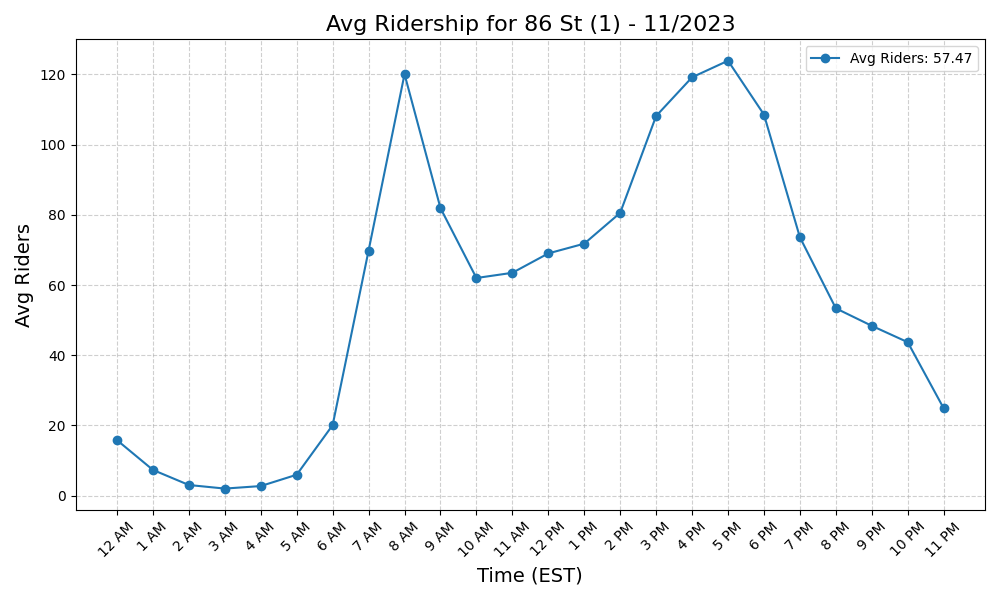 Avg Ridership for 86 St (1) - 11/2023
Avg Riders: 57.47
Avg Riders
120
100
80
60
40
20
0
12 AM
1 AM
2 AM
3 AM
4 AM
5 AM
6 AM
7 AM
8 AM
9 AM
10 AM
11 AM
12 PM
1 PM
2 PM
3 PM
4 PM
5 PM
6 PM
7 PM
8 PM
9 PM
10 PM
11 PM
Time (EST)